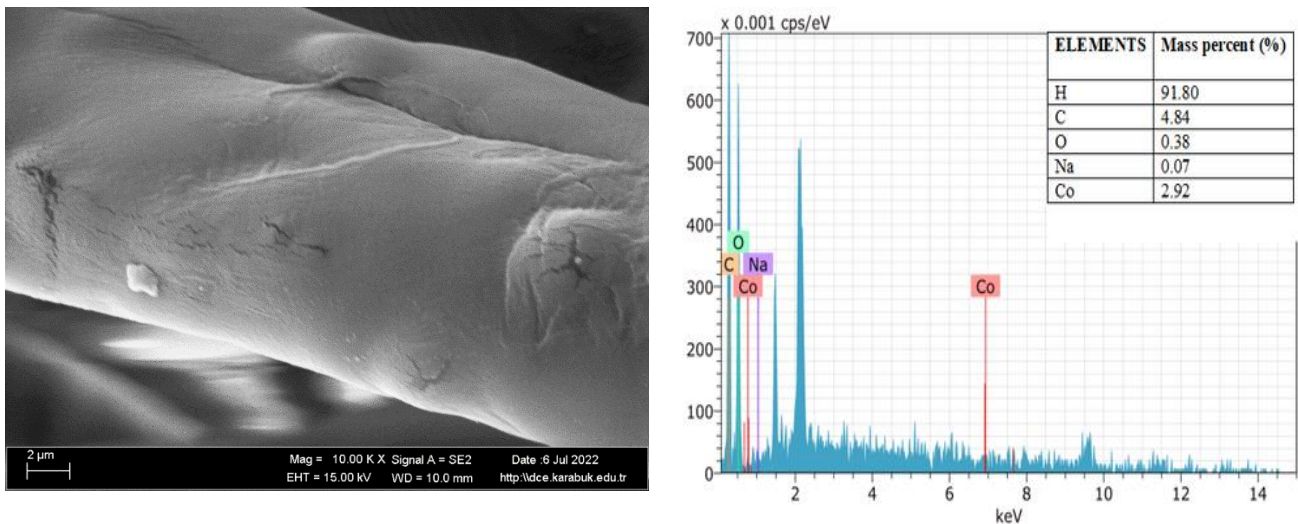 2 µm
Mag = 10.00 K X Signal A = SE2 Date :6 Jul 2022
EHT = 15.00 kV WD = 10.0 mm http://dce.karabuk.edu.tr
x 0.001 cps/eV
700
600
500
400
300
200
100
0
ELEMENTS Mass percent (%)
H 91.80
C 4.84
O 0.38
Na 0.07
Co 2.92
O
C Na
Co Co
2 4 6 8 10 12 14
keV